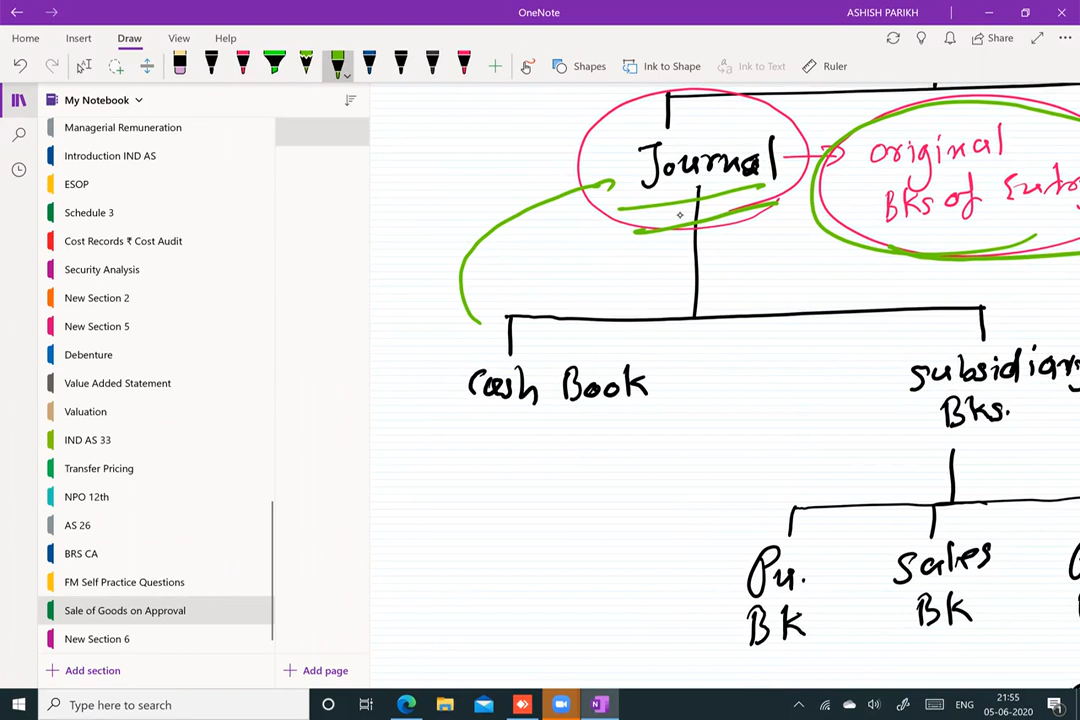 OneNote
ASHISH PARIKH
Home Insert Draw View Help
Share
Shapes
Ink to Shape
Ink to Text
Ruler
My Notebook
Managerial Remuneration
Introduction IND AS
ESOP
Schedule 3
Cost Records ₹ Cost Audit
Security Analysis
New Section 2
New Section 5
Debenture
Value Added Statement
Valuation
IND AS 33
Transfer Pricing
NPO 12th
AS 26
BRS CA
FM Self Practice Questions
Sale of Goods on Approval
New Section 6
Add section
Add page
Journal
original
BKs of
Cash Book
subsidiary
BKs.
Pu.
BK
Sales
BK
Type here to search
ENG
21:55
05-06-2020
1